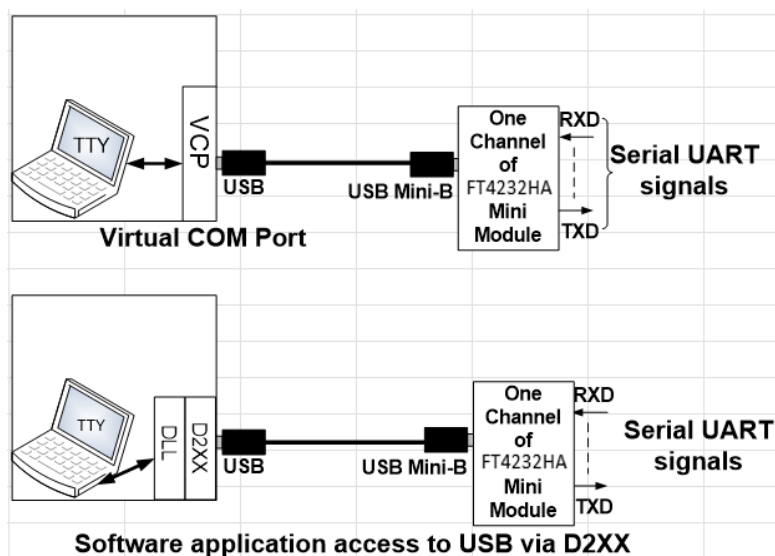 TTY
VCP
USB
USB Mini-B
One
Channel
of
FT4232HA
Mini
Module
RXD
TXD
Serial UART
signals
Virtual COM Port
TTY
DLL
D2XX
USB
USB Mini-B
One
Channel
of
FT4232HA
Mini
Module
RXD
TXD
Serial UART
signals
Software application access to USB via D2XX